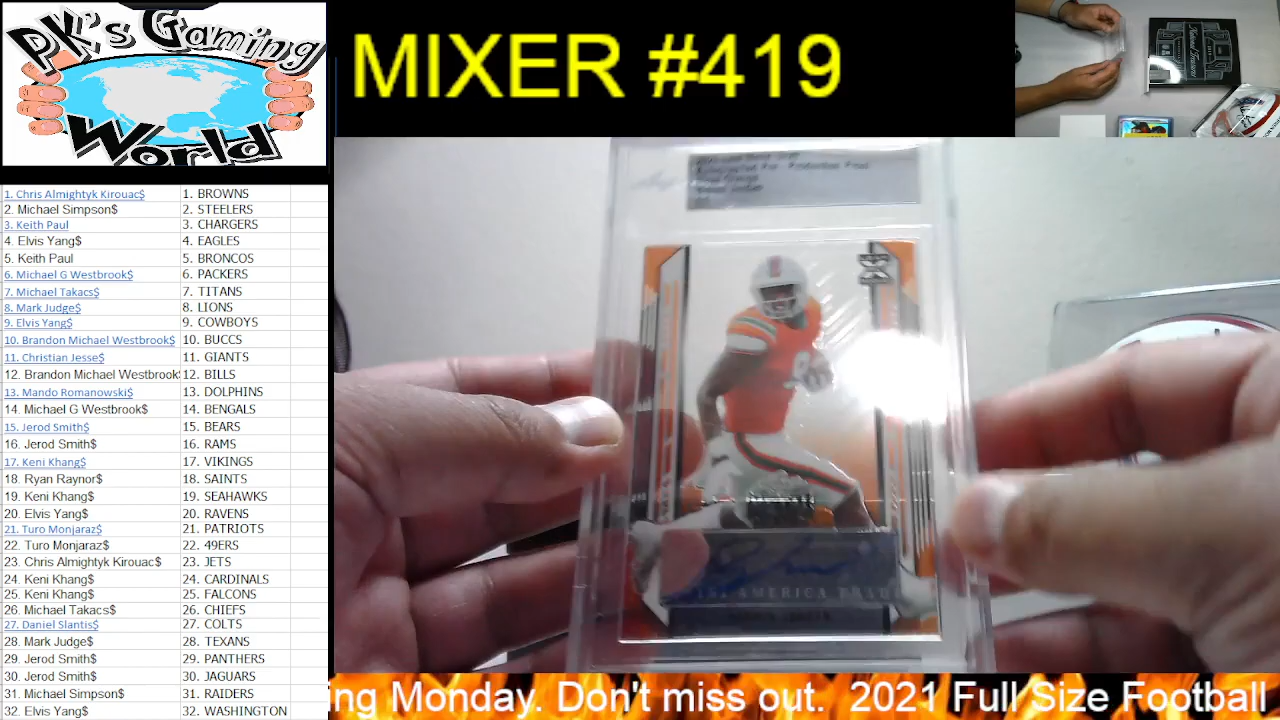 PK's Gaming
World
MIXER #419
1. Chris Almightyk Kirouac$ 1. BROWNS
2. Michael Simpson$ 2. STEELERS
3. Keith Paul 3. CHARGERS
4. Elvis Yang$ 4. EAGLES
5. Keith Paul 5. BRONCOS
6. Michael G Westbrook$ 6. PACKERS
7. Michael Takacs$ 7. TITANS
8. Mark Judge$ 8. LIONS
9. Elvis Yang$ 9. COWBOYS
10. Brandon Michael Westbrook$ 10. BUCCS
11. Christian Jesse$ 11. GIANTS
12. Brandon Michael Westbrook 12. BILLS
13. Mando Romanowski$ 13. DOLPHINS
14. Michael G Westbrook$ 14. BENGALS
15. Jerod Smith$ 15. BEARS
16. Jerod Smith$ 16. RAMS
17. Keni Khang$ 17. VIKINGS
18. Ryan Raynor$ 18. SAINTS
19. Keni Khang$ 19. SEAHAWKS
20. Elvis Yang$ 20. RAVENS
21. Turo Monjaraz$ 21. PATRIOTS
22. Turo Monjaraz$ 22. 49ERS
23. Chris Almightyk Kirouac$ 23. JETS
24. Keni Khang$ 24. CARDINALS
25. Keni Khang$ 25. FALCONS
26. Michael Takacs$ 26. CHIEFS
27. Daniel Slantis$ 27. COLTS
28. Mark Judge$ 28. TEXANS
29. Jerod Smith$ 29. PANTHERS
30. Jerod Smith$ 30. JAGUARS
31. Michael Simpson$ 31. RAIDERS
32. Elvis Yang$ 32. WASHINGTON
AMERICA
ng Monday. Don't miss out. 2021 Full Size Football